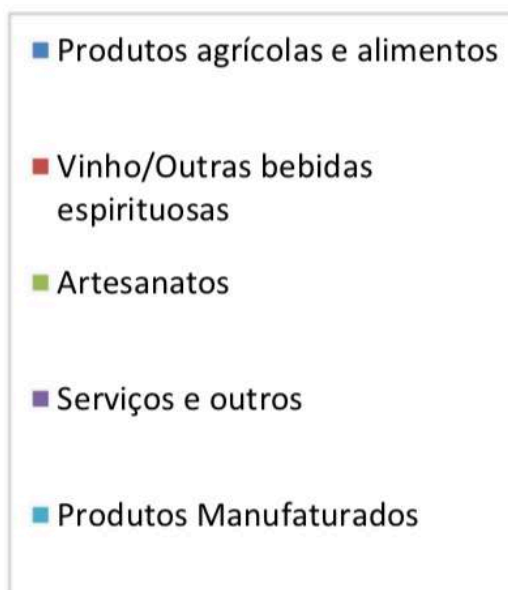 Produtos agrícolas e alimentos
Vinho/Outras bebidas
espirituosas
Artesanatos
Serviços e outros
Produtos Manufaturados